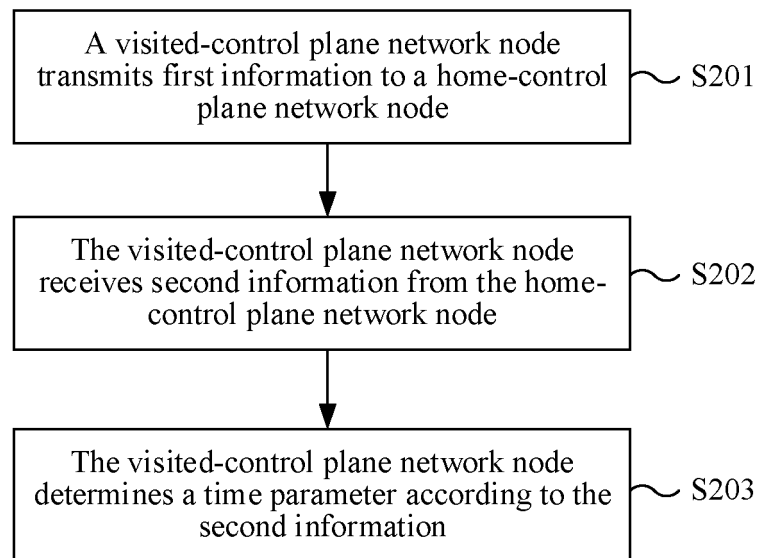 A visited-control plane network node
transmits first information to a home-control
plane network node
S201
The visited-control plane network node
receives second information from the home-
control plane network node
S202
The visited-control plane network node
determines a time parameter according to the
second information
S203